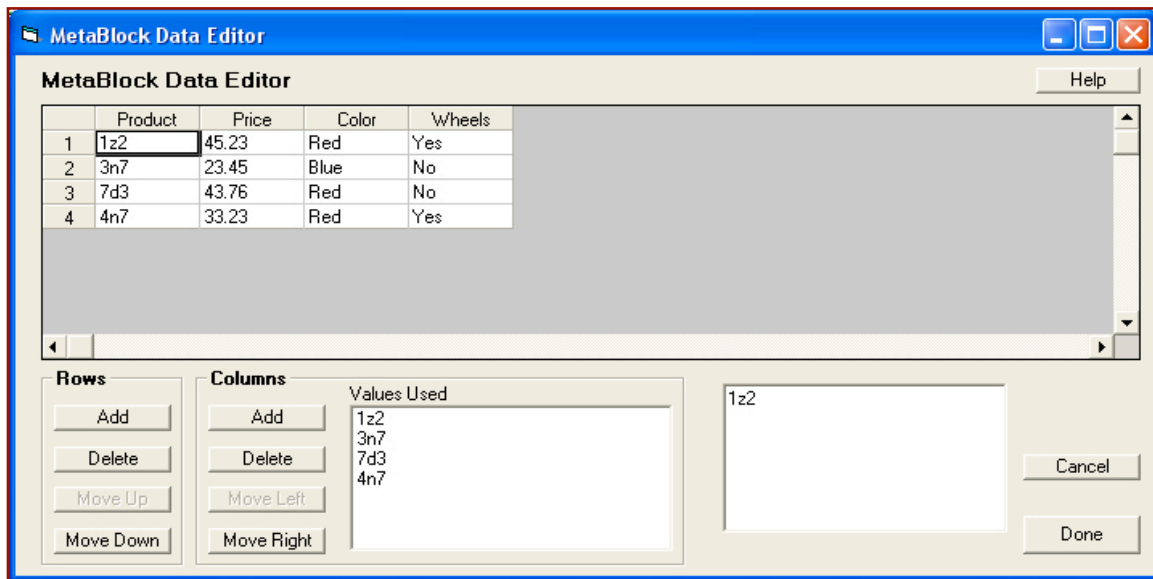 MetaBlock Data Editor
MetaBlock Data Editor
Help
Product Price Color Wheels
1 1z2 45.23 Red Yes
2 3n7 23.45 Blue No
3 7d3 43.76 Red No
4 4n7 33.23 Red Yes
Rows
Add
Delete
Move Up
Move Down
Columns
Add
Delete
Move Left
Move Right
Values Used
1z2
3n7
7d3
4n7
1z2
Cancel
Done